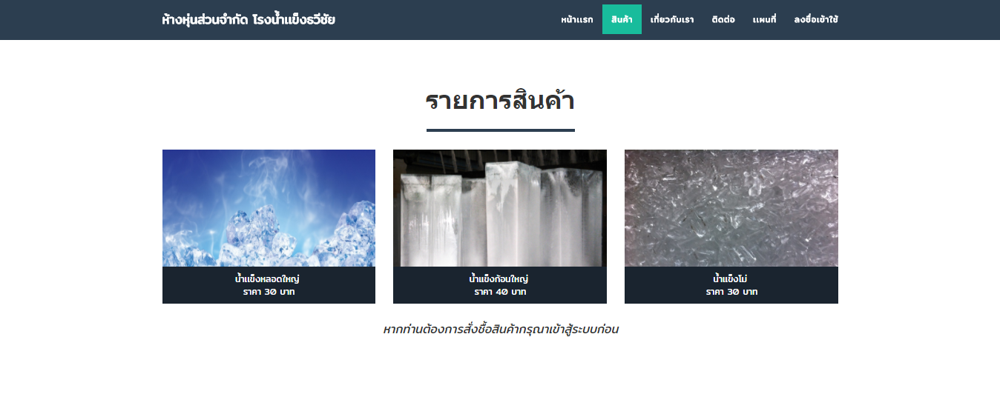 ห้างหุ่นส่วนจำกัด โรงน้ำแข็งธวีชัย
หน้าแรก สินค้า เกี่ยวกับเรา ติดต่อ แผนที่ ลงชื่อเข้าใช้
รายการสินค้า
น้ำแข็งหลอดใหญ่
ราคา 30 บาท
น้ำแข็งก้อนใหญ่
ราคา 40 บาท
น้ำแข็งโม่
ราคา 30 บาท
หากท่านต้องการสั่งชื้อสินค้ากรุณาเข้าสู้ระบบก่อน